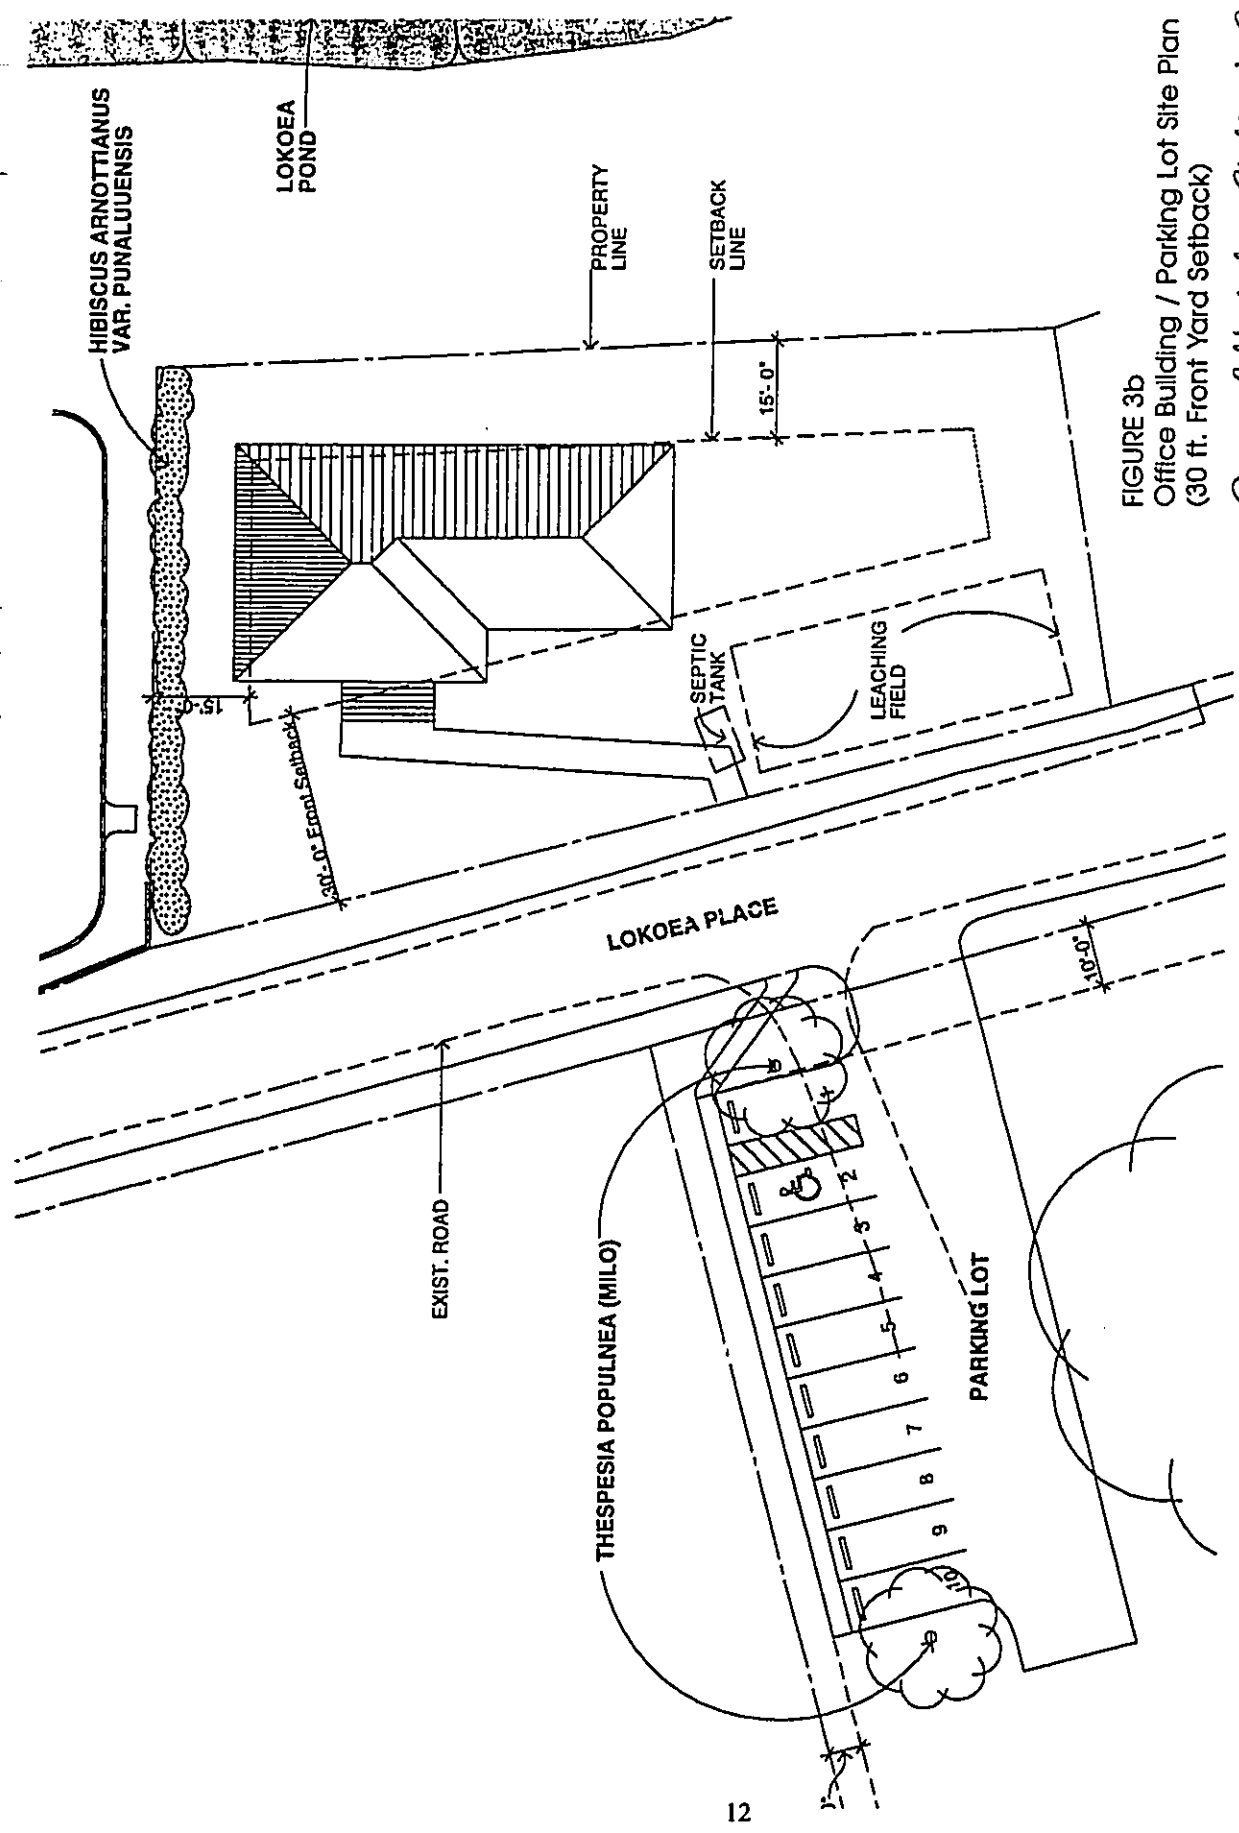 HIBISCUS ARNOTTIANUS
VAR. PUNALUUENSIS
LOKOEA
POND
PROPERTY
LINE
SETBACK
LINE
15'- 0"
15'-0"
30'- 0" Front Setback
SEPTIC
TANK
LEACHING
FIELD
LOKOEA PLACE
EXIST. ROAD
10'-0"
THESPESIA POPULNEA (MILO)
PARKING LOT
1
2
3
4
5
6
7
8
9
10
FIGURE 3b
Office Building / Parking Lot Site Plan
(30 ft. Front Yard Setback)
12